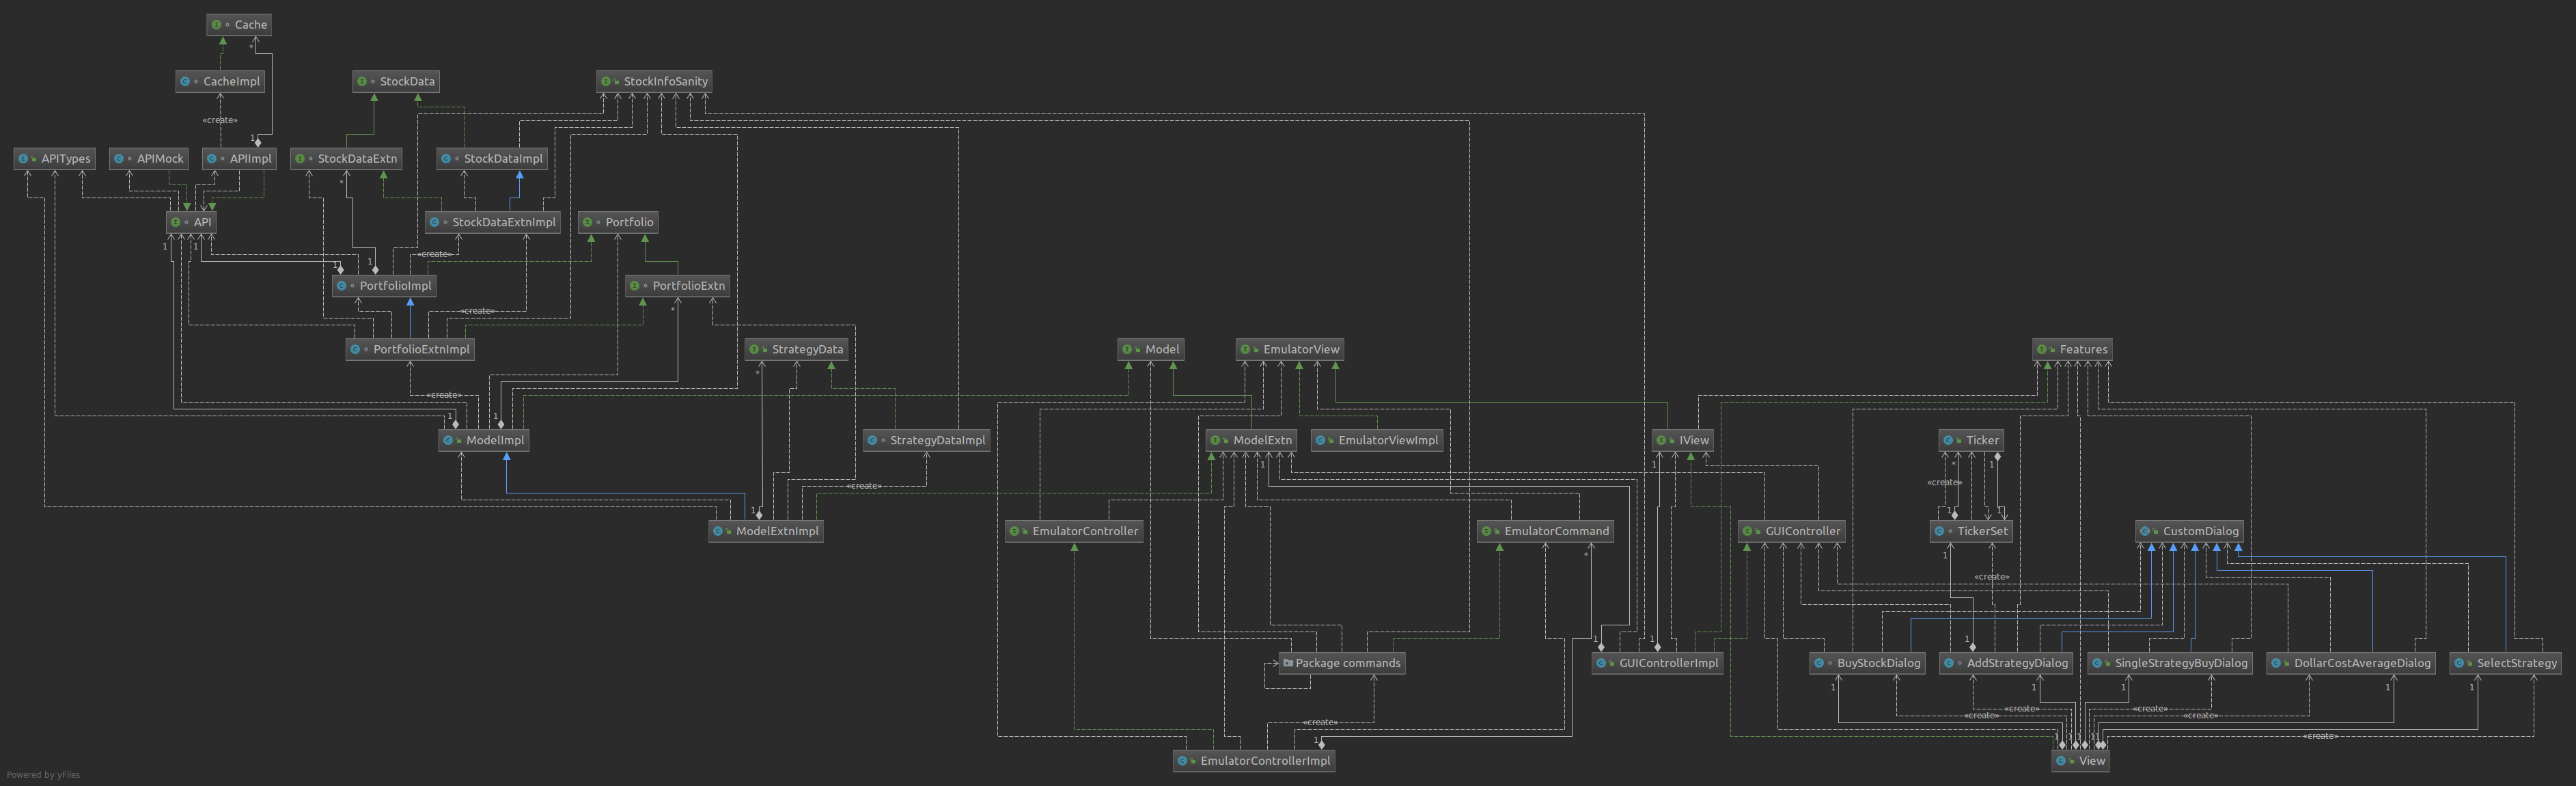 Cache
CacheImpl
StockData
StockInfoSanity
«create»
APITypes
APIMock
APIImpl
StockDataExtn
StockDataImpl
API
StockDataExtnImpl
Portfolio
«create»
PortfolioImpl
PortfolioExtn
«create»
PortfolioExtnImpl
StrategyData
Model
EmulatorView
Features
«create»
ModelImpl
StrategyDataImpl
ModelExtn
EmulatorViewImpl
IView
Ticker
«create»
«create»
ModelExtnImpl
EmulatorController
EmulatorCommand
GUIController
TickerSet
CustomDialog
«create»
Package commands
GUIControllerImpl
BuyStockDialog
AddStrategyDialog
SingleStrategyBuyDialog
DollarCostAverageDialog
SelectStrategy
«create»
«create»
«create»
«create»
«create»
«create»
EmulatorControllerImpl
View
Powered by yFiles